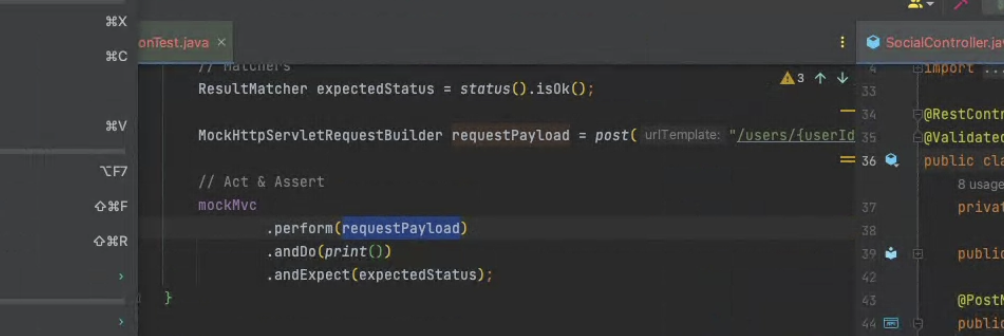 ⌘X
⌘C
⌘V
⌥F7
⇧⌘F
⇧⌘R
onTest.java ×
// Matchers
ResultMatcher expectedStatus = status().isOk();
MockHttpServletRequestBuilder requestPayload = post( urlTemplate: "/users/{userId
// Act & Assert
mockMvc
.perform(requestPayload)
.andDo(print())
.andExpect(expectedStatus);
}
3
SocialController.ja
4 import ...
33
34 @RestContr
35 @Validated
36 public cla
8 usage
37 privat
38
39 public
42
43 @PostM
44 public